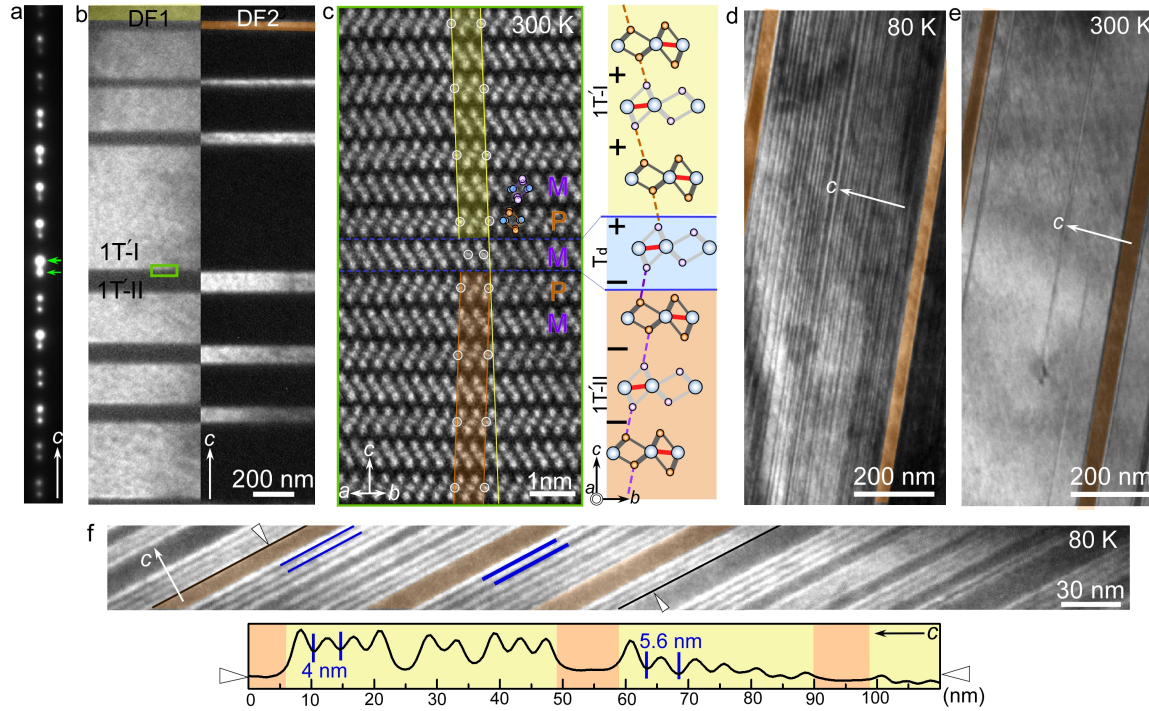 a
b
DF1
DF2
1T′-I
1T′-II
c
c
c
200 nm
c
300 K
M
P
M
P
M
c
a
b
1nm
+
1T′-I
+
+
Td
−
−
1T′-II
−
c
a
b
d
80 K
c
200 nm
e
300 K
c
200 nm
f
80 K
c
30 nm
c
4 nm
5.6 nm
0 10 20 30 40 50 60 70 80 90 100 (nm)